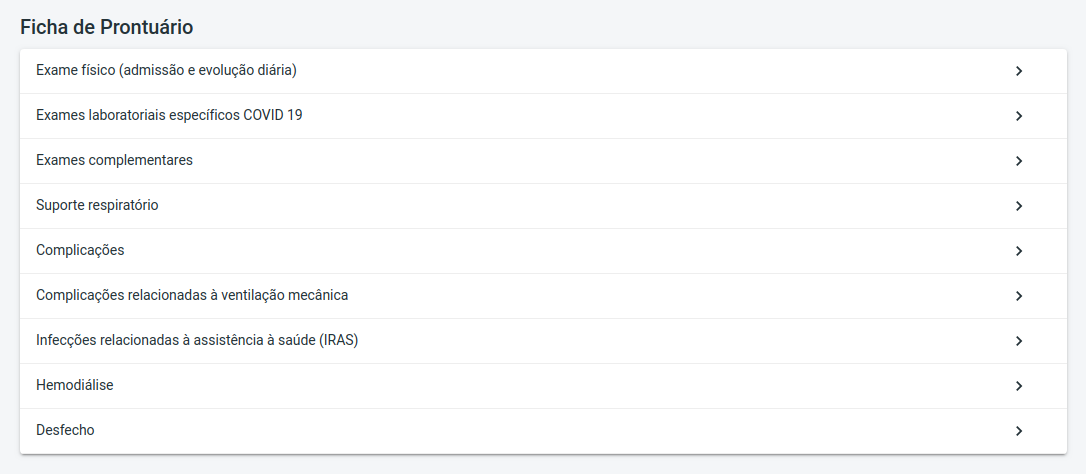 Ficha de Prontuário
Exame físico (admissão e evolução diária)
Exames laboratoriais específicos COVID 19
Exames complementares
Suporte respiratório
Complicações
Complicações relacionadas à ventilação mecânica
Infecções relacionadas à assistência à saúde (IRAS)
Hemodiálise
Desfecho